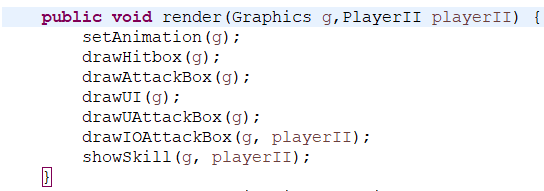 public void render(Graphics g,PlayerII playerII) {
setAnimation(g);
drawHitbox(g);
drawAttackBox(g);
drawUI(g);
drawUAttackBox(g);
drawIOAttackBox(g, playerII);
showSkill(g, playerII);
}